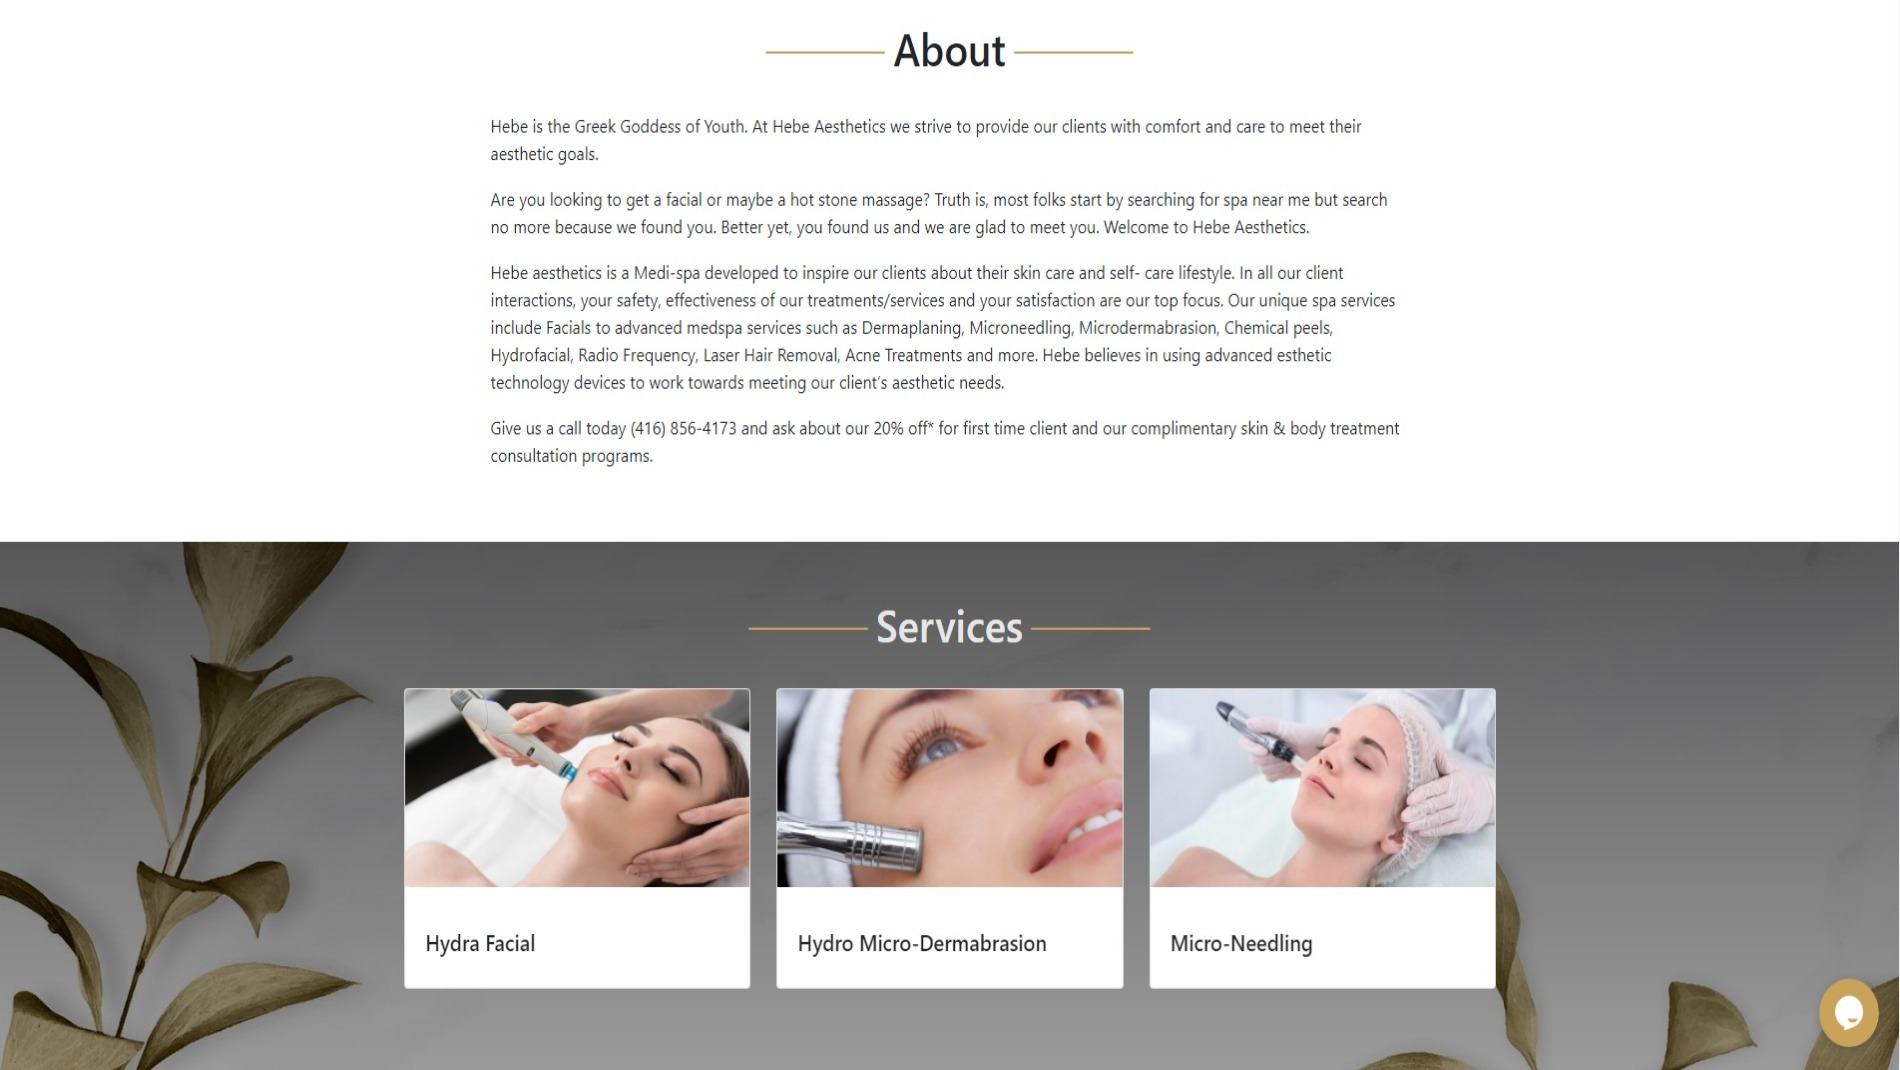 About
Hebe is the Greek Goddess of Youth. At Hebe Aesthetics we strive to provide our clients with comfort and care to meet their
aesthetic goals.
Are you looking to get a facial or maybe a hot stone massage? Truth is, most folks start by searching for spa near me but search
no more because we found you. Better yet, you found us and we are glad to meet you. Welcome to Hebe Aesthetics.
Hebe aesthetics is a Medi-spa developed to inspire our clients about their skin care and self- care lifestyle. In all our client
interactions, your safety, effectiveness of our treatments/services and your satisfaction are our top focus. Our unique spa services
include Facials to advanced medspa services such as Dermaplaning, Microneedling, Microdermabrasion, Chemical peels,
Hydrofacial, Radio Frequency, Laser Hair Removal, Acne Treatments and more. Hebe believes in using advanced esthetic
technology devices to work towards meeting our client's aesthetic needs.
Give us a call today (416) 856-4173 and ask about our 20% off* for first time client and our complimentary skin & body treatment
consultation programs.
Services
Hydra Facial
Hydro Micro-Dermabrasion
Micro-Needling